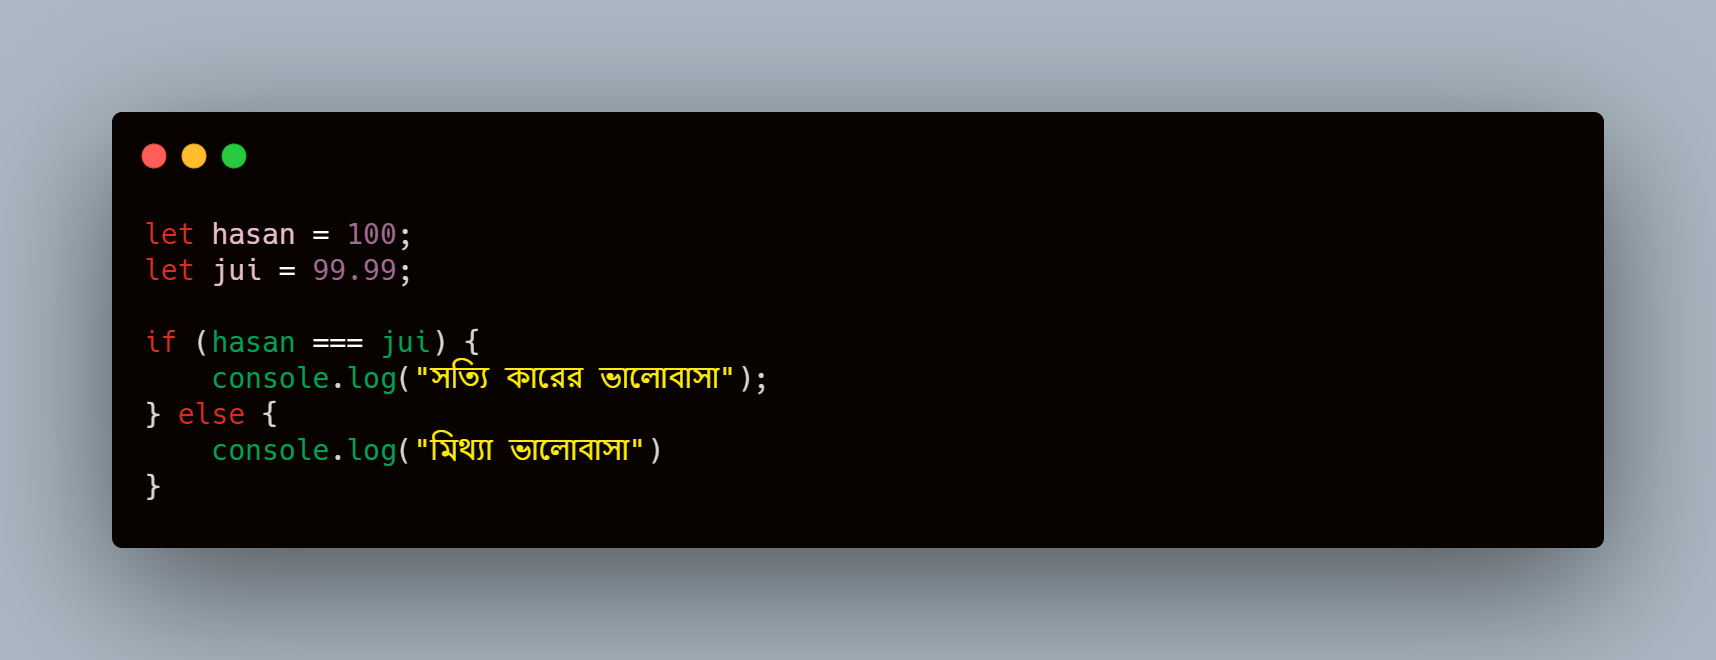 let hasan = 100;
let jui = 99.99;
if (hasan === jui) {
console.log("সত্যি কারের ভালোবাসা");
} else {
console.log("মিথ্যা ভালোবাসা")
}